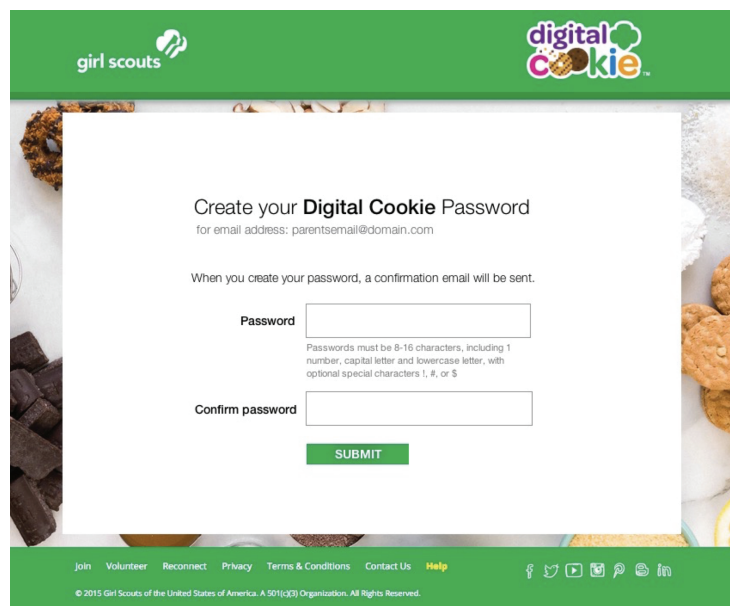 girl scouts
digital
cookie™
Create your Digital Cookie Password
for email address: parentsemail@domain.com
When you create your password, a confirmation email will be sent.
Password
Passwords must be 8-16 characters, including 1
number, capital letter and lowercase letter, with
optional special characters !, #, or $
Confirm password
SUBMIT
Join Volunteer Reconnect Privacy Terms & Conditions Contact Us Help
© 2015 Girl Scouts of the United States of America. A 501(c)(3) Organization. All Rights Reserved.